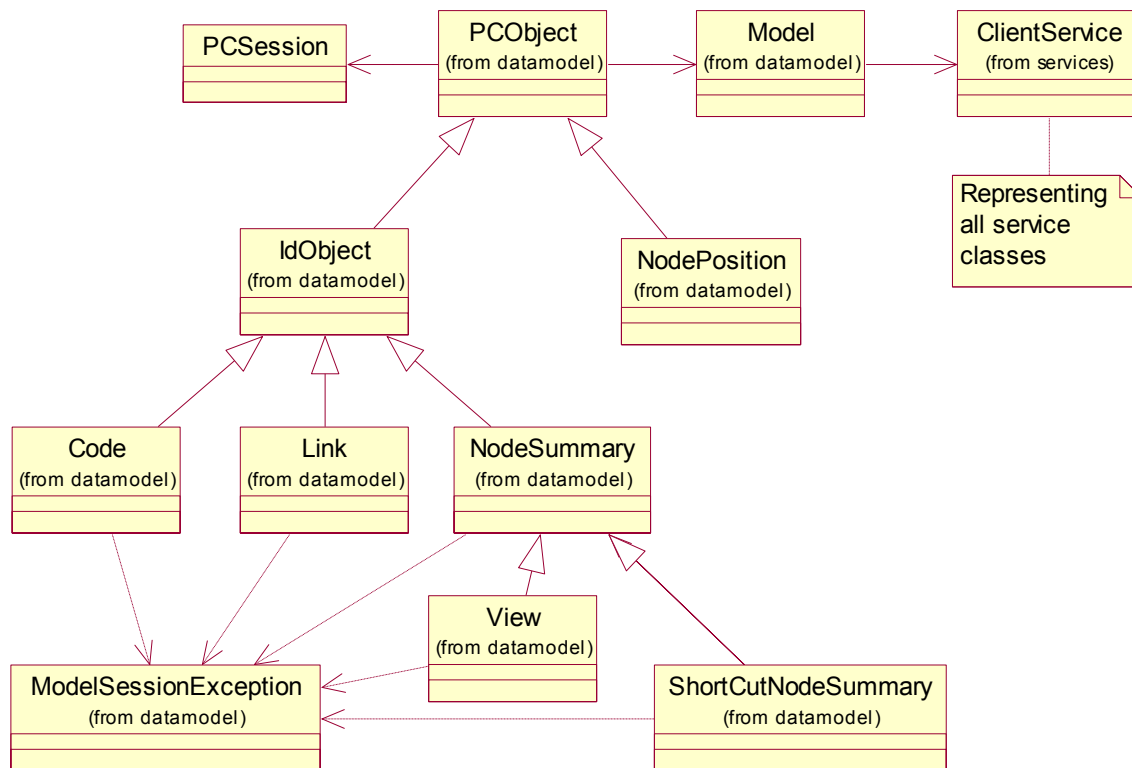 PCSession
PCObject
(from datamodel)
Model
(from datamodel)
ClientService
(from services)
Representing
all service
classes
IdObject
(from datamodel)
NodePosition
(from datamodel)
Code
(from datamodel)
Link
(from datamodel)
NodeSummary
(from datamodel)
View
(from datamodel)
ModelSessionException
(from datamodel)
ShortCutNodeSummary
(from datamodel)